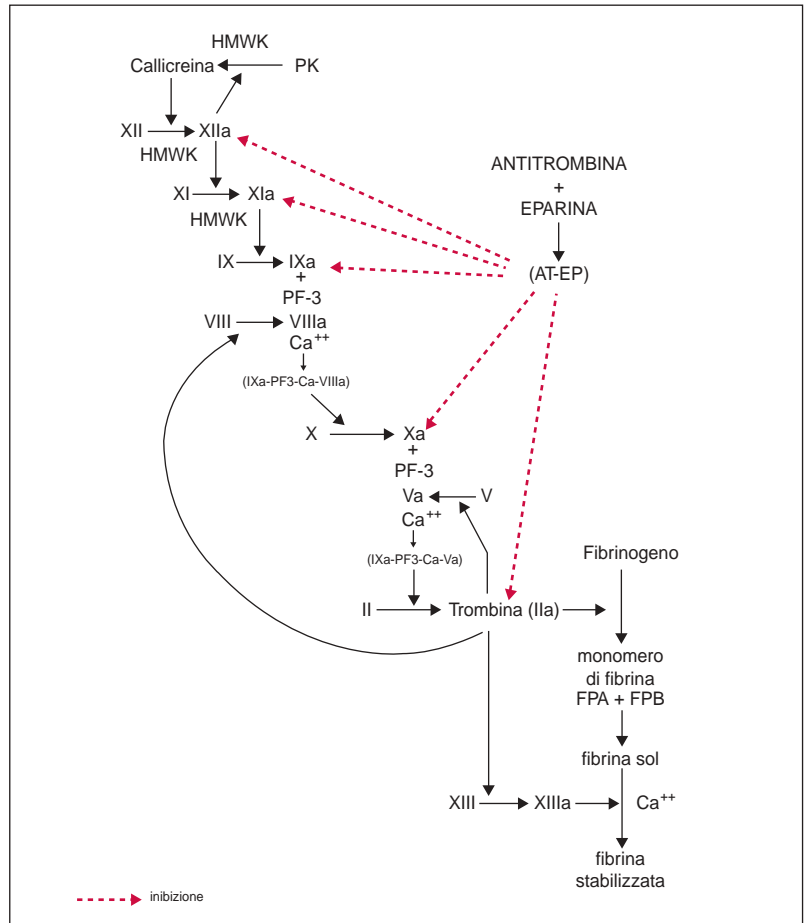 HMWK
Callicreina PK
XII XIIa
HMWK
ANTITROMBINA
+
EPARINA
XI XIa
HMWK
IX IXa
(AT-EP)
+
PF-3
VIII VIIIa
Ca++
(IXa-PF3-Ca-VIIIa)
X Xa
+
PF-3
Va V
Ca++
(IXa-PF3-Ca-Va)
Fibrinogeno
II Trombina (IIa)
monomero
di fibrina
FPA + FPB
fibrina sol
XIII XIIIa Ca++
fibrina
stabilizzata
inibizione